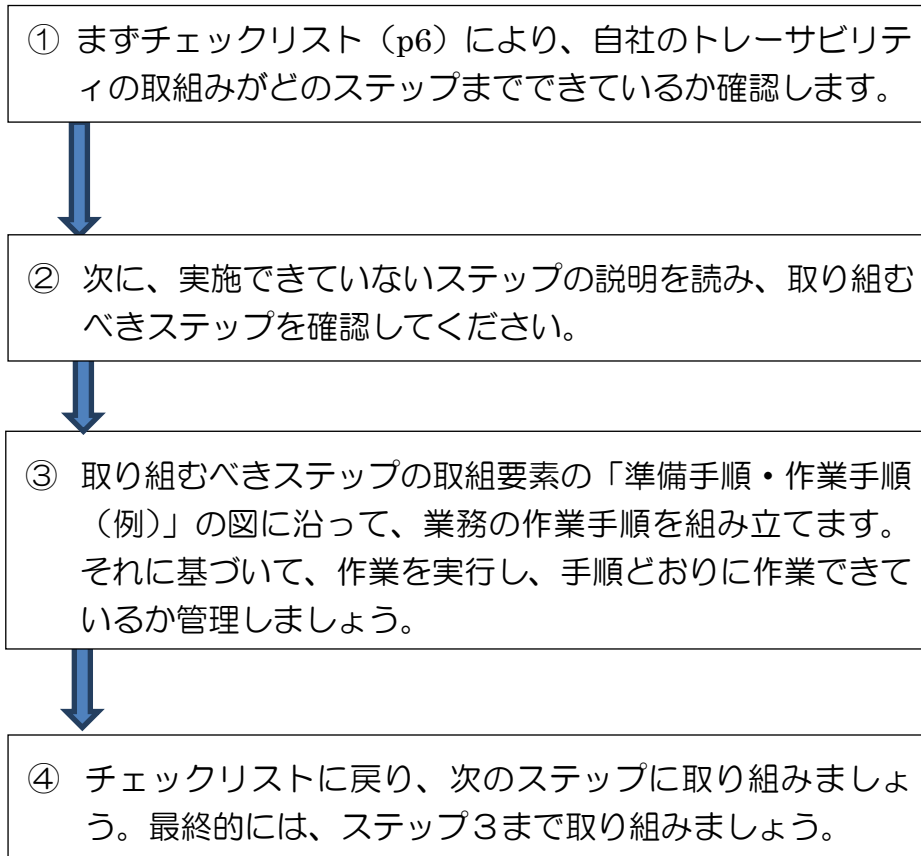 ① まずチェックリスト（p6）により、自社のトレーサビリテ
ィの取組みがどのステップまでできているか確認します。
② 次に、実施できていないステップの説明を読み、取り組む
べきステップを確認してください。
③ 取り組むべきステップの取組要素の「準備手順・作業手順
（例）」の図に沿って、業務の作業手順を組み立てます。
それに基づいて、作業を実行し、手順どおりに作業できて
いるか管理しましょう。
④ チェックリストに戻り、次のステップに取り組みましょ
う。最終的には、ステップ３まで取り組みましょう。